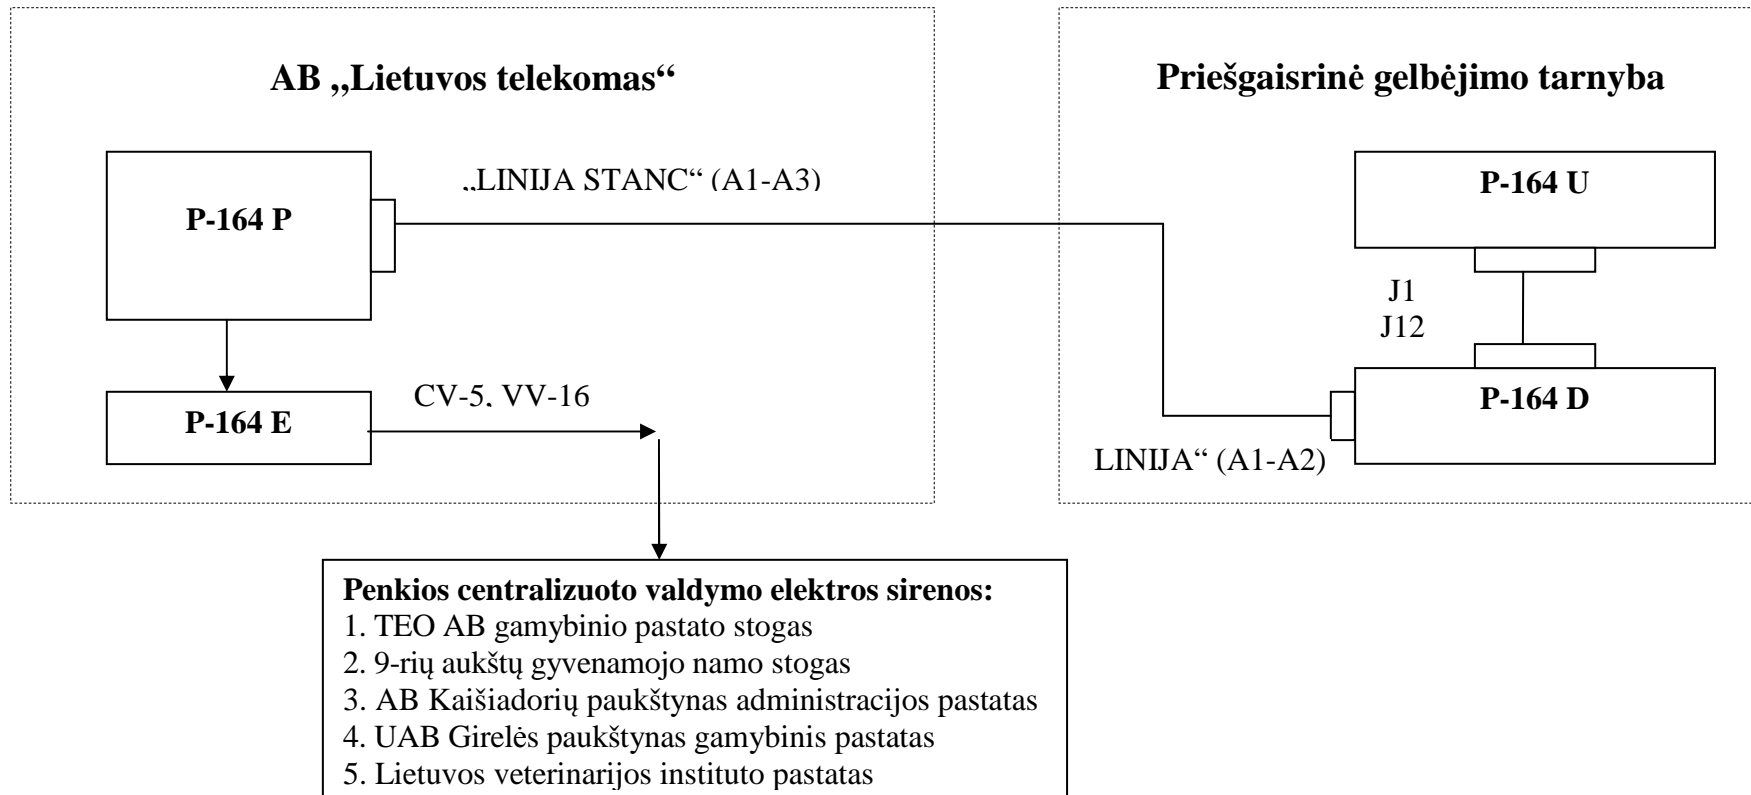 AB „Lietuvos telekomas“
Priešgaisrinė gelbėjimo tarnyba
„LINIJA STANC“ (A1-A3)
P-164 P
P-164 U
J1
J12
P-164 E
CV-5, VV-16
P-164 D
LINIJA“ (A1-A2)
Penkios centralizuoto valdymo elektros sirenos:
1. TEO AB gamybinio pastato stogas
2. 9-rių aukštų gyvenamojo namo stogas
3. AB Kaišiadorių paukštynas administracijos pastatas
4. UAB Girelės paukštynas gamybinis pastatas
5. Lietuvos veterinarijos instituto pastatas